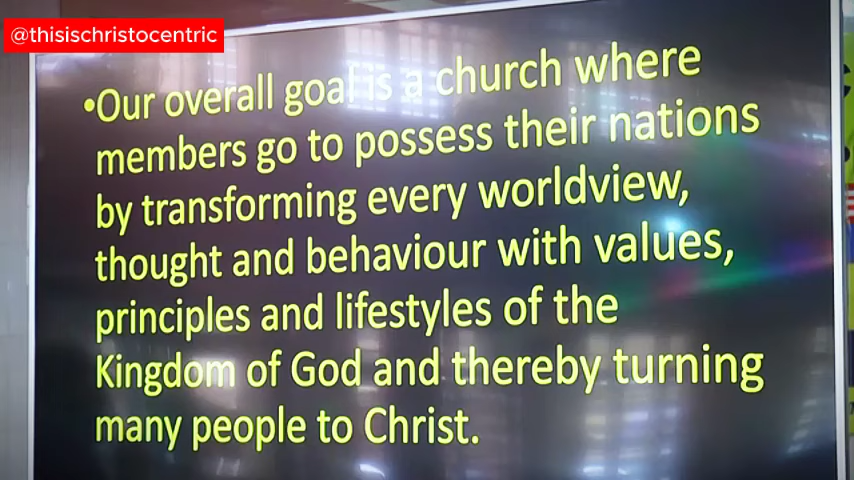 @thisischristocentric
•Our overall goal is a church where
members go to possess their nations
by transforming every worldview,
thought and behaviour with values,
principles and lifestyles of the
Kingdom of God and thereby turning
many people to Christ.